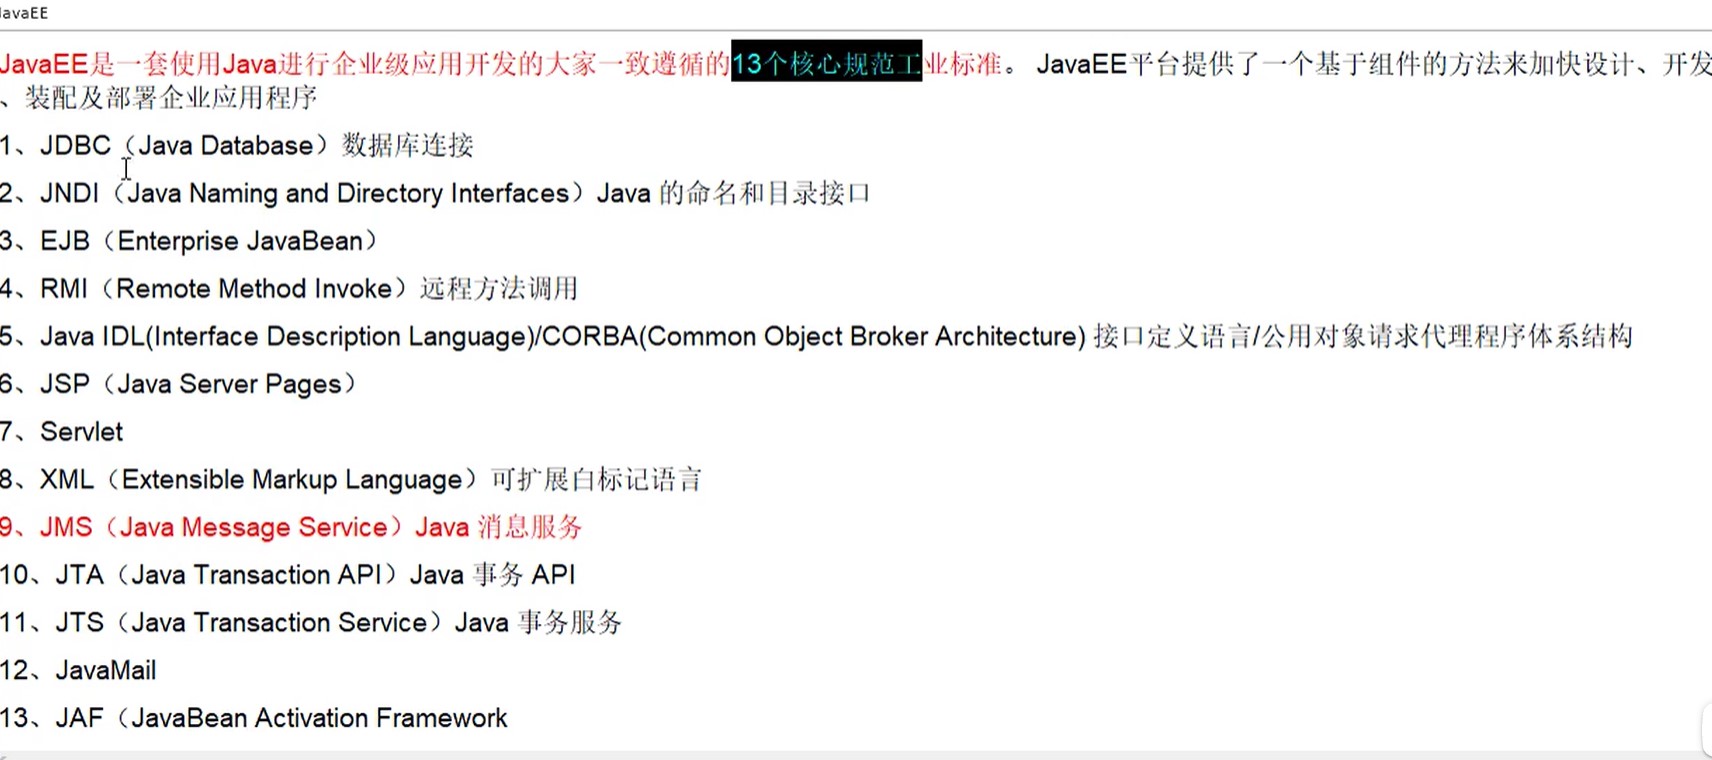 JavaEE
JavaEE是一套使用Java进行企业级应用开发的大家一致遵循的13个核心规范工业标准。 JavaEE平台提供了一个基于组件的方法来加快设计、开发
、装配及部署企业应用程序
1、JDBC（Java Database）数据库连接
2、JNDI（Java Naming and Directory Interfaces）Java 的命名和目录接口
3、EJB（Enterprise JavaBean）
4、RMI（Remote Method Invoke）远程方法调用
5、Java IDL(Interface Description Language)/CORBA(Common Object Broker Architecture) 接口定义语言/公用对象请求代理程序体系结构
6、JSP（Java Server Pages）
7、Servlet
8、XML（Extensible Markup Language）可扩展白标记语言
9、JMS（Java Message Service）Java 消息服务
10、JTA（Java Transaction API）Java 事务 API
11、JTS（Java Transaction Service）Java 事务服务
12、JavaMail
13、JAF（JavaBean Activation Framework